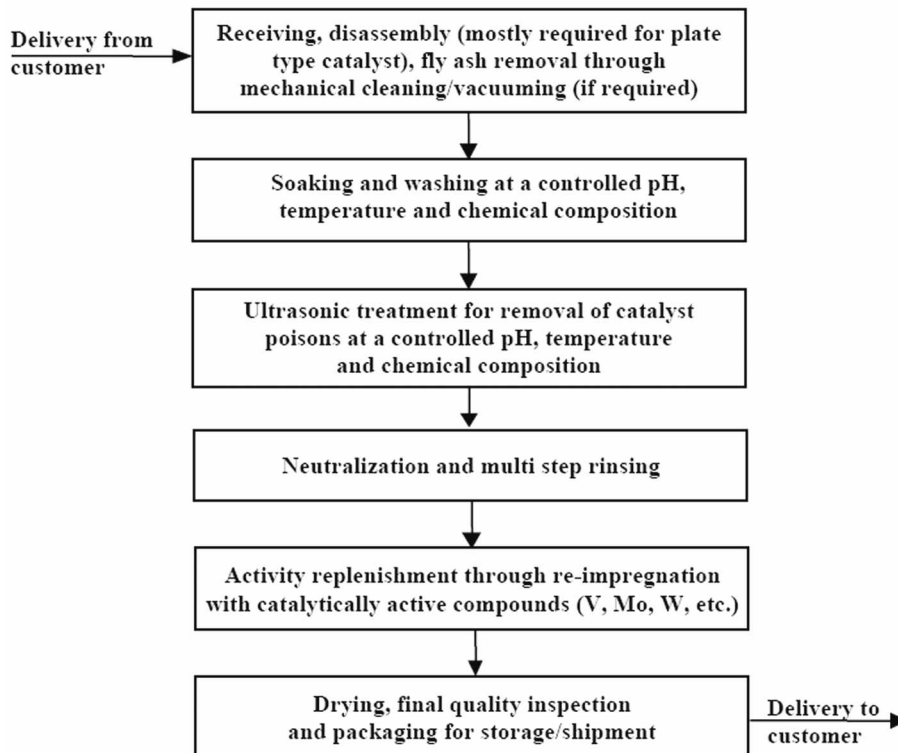 Delivery from
customer
Receiving, disassembly (mostly required for plate
type catalyst), fly ash removal through
mechanical cleaning/vacuuming (if required)
Soaking and washing at a controlled pH,
temperature and chemical composition
Ultrasonic treatment for removal of catalyst
poisons at a controlled pH, temperature
and chemical composition
Neutralization and multi step rinsing
Activity replenishment through re-impregnation
with catalytically active compounds (V, Mo, W, etc.)
Drying, final quality inspection
and packaging for storage/shipment
Delivery to
customer